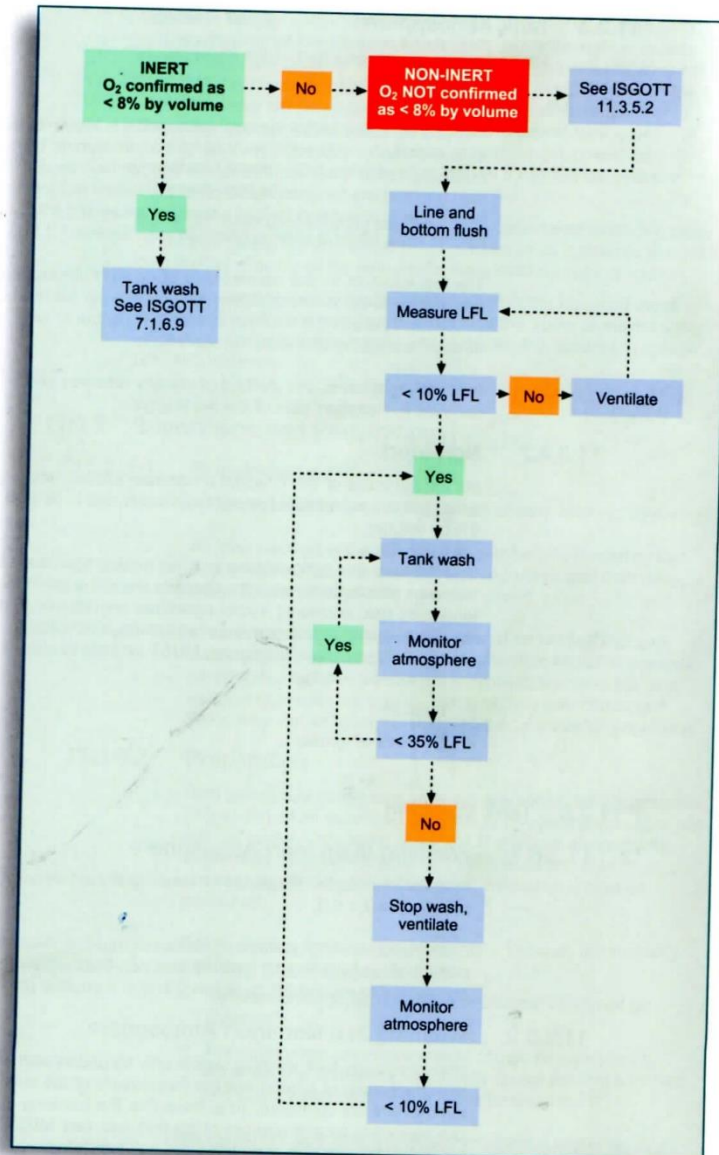 INERT
O₂ confirmed as
< 8% by volume
No
NON-INERT
O₂ NOT confirmed
as < 8% by volume
See ISGOTT
11.3.5.2
Yes
Tank wash
See ISGOTT
7.1.6.9
Line and
bottom flush
Measure LFL
< 10% LFL
No
Ventilate
Yes
Tank wash
Yes
Monitor
atmosphere
< 35% LFL
No
Stop wash,
ventilate
Monitor
atmosphere
< 10% LFL